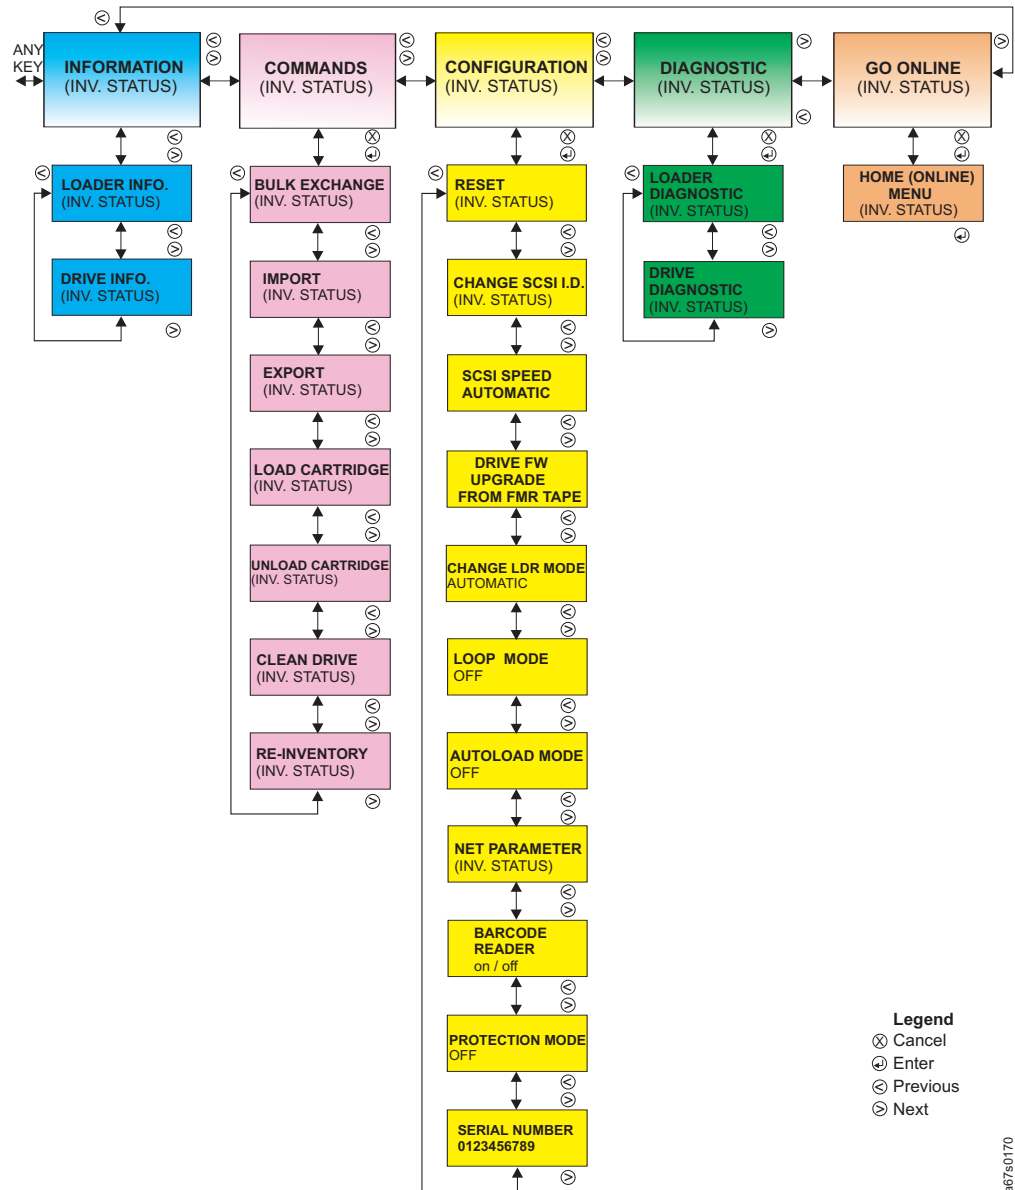 ANY
KEY
INFORMATION
(INV. STATUS)
COMMANDS
(INV. STATUS)
CONFIGURATION
(INV. STATUS)
DIAGNOSTIC
(INV. STATUS)
GO ONLINE
(INV. STATUS)
LOADER INFO.
(INV. STATUS)
DRIVE INFO.
(INV. STATUS)
BULK EXCHANGE
(INV. STATUS)
IMPORT
(INV. STATUS)
EXPORT
(INV. STATUS)
LOAD CARTRIDGE
(INV. STATUS)
UNLOAD CARTRIDGE
(INV. STATUS)
CLEAN DRIVE
(INV. STATUS)
RE-INVENTORY
(INV. STATUS)
RESET
(INV. STATUS)
CHANGE SCSI I.D.
(INV. STATUS)
SCSI SPEED
AUTOMATIC
DRIVE FW
UPGRADE
FROM FMR TAPE
CHANGE LDR MODE
AUTOMATIC
LOOP MODE
OFF
AUTOLOAD MODE
OFF
NET PARAMETER
(INV. STATUS)
BARCODE
READER
on / off
PROTECTION MODE
OFF
SERIAL NUMBER
0123456789
LOADER
DIAGNOSTIC
(INV. STATUS)
DRIVE
DIAGNOSTIC
(INV. STATUS)
HOME (ONLINE)
MENU
(INV. STATUS)
Legend
Cancel
Enter
Previous
Next
a67s0170